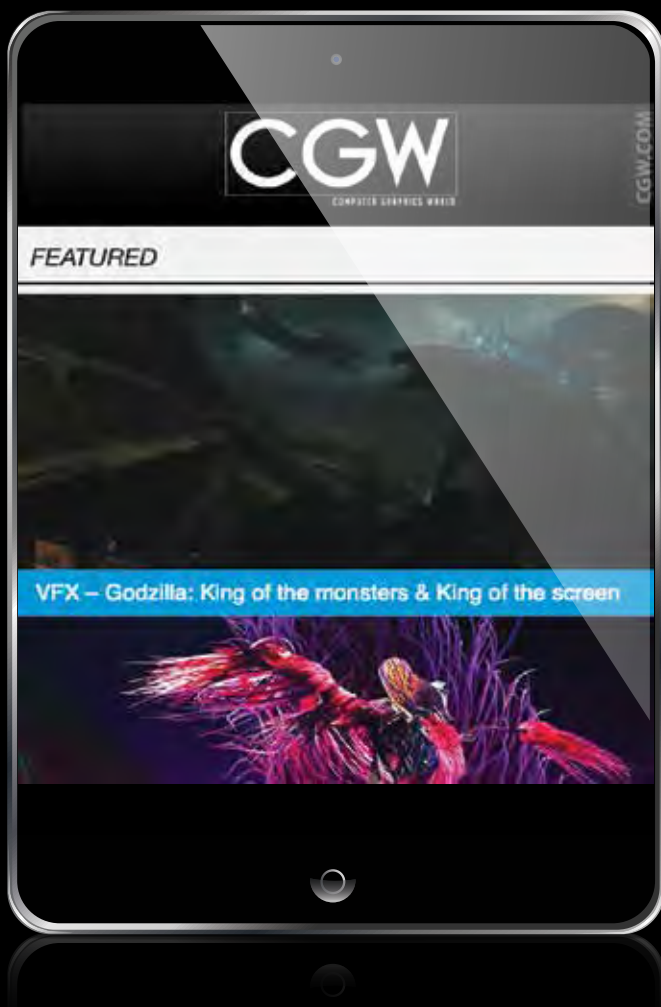 CGW
COMPUTER GRAPHICS WORLD
CGW.COM
FEATURED
VFX – Godzilla: King of the monsters & King of the screen